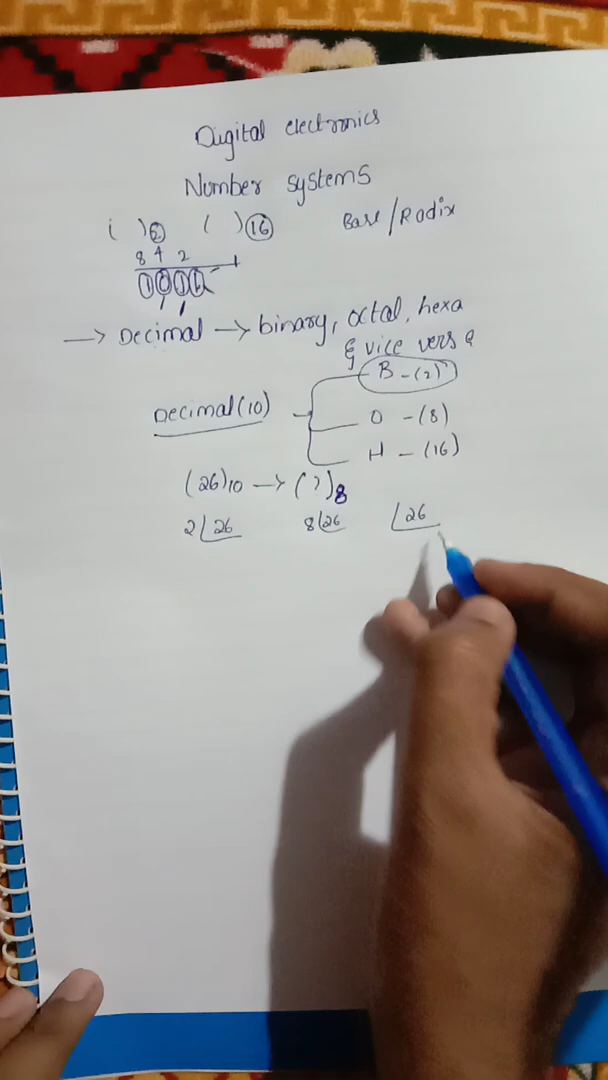 Digital electronics
Number systems
( )2 ( )16 Base/Radix
8 4 2 1
→ Decimal → binary, octal, hexa
& vice versa
B - (2)
Decimal(10)
O - (8)
H - (16)
(26)10 → (?)8
2 26 8 26 26